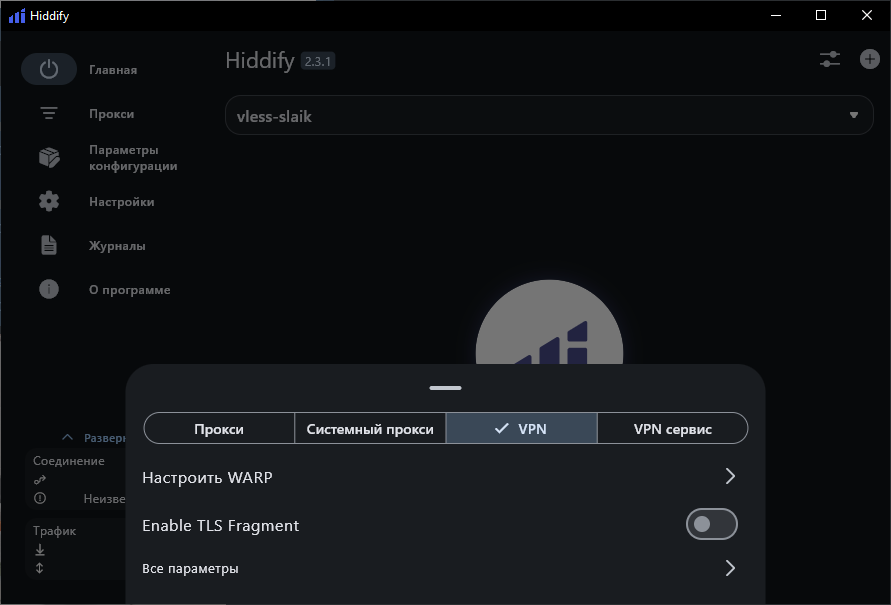 Hiddify
Главная
Прокси
Параметры
конфигурации
Настройки
Журналы
О программе
Hiddify 2.3.1
vless-slaik
Разверн
Соединение
Неизве
Трафик
Прокси
Системный прокси
VPN
VPN сервис
Настроить WARP
Enable TLS Fragment
Все параметры